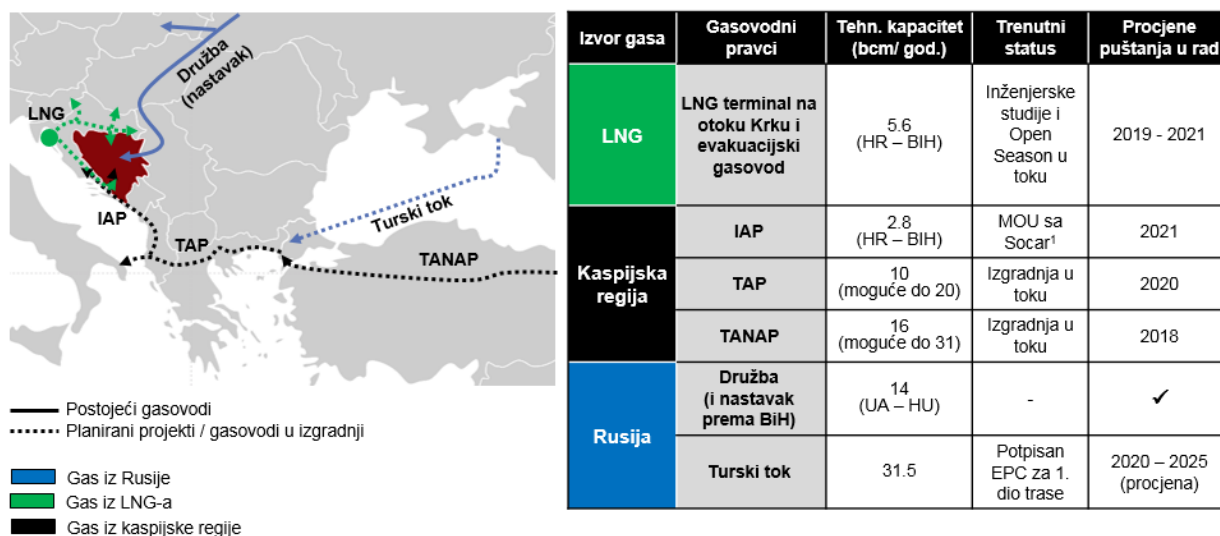 Družba
(nastavak)
LNG
IAP
TAP
Turski tok
TANAP
Postojeći gasovodi
Planirani projekti / gasovodi u izgradnji
Gas iz Rusije
Gas iz LNG-a
Gas iz kaspijske regije
Izvor gasa
Gasovodni
pravci
Tehn. kapacitet
(bcm/ god.)
Trenutni
status
Procjene
puštanja u rad
LNG
LNG terminal na
otoku Krku i
evakuacijski
gasovod
5.6
(HR – BIH)
Inženjerske
studije i
Open
Season u
toku
2019 - 2021
Kaspijska
regija
IAP
2.8
(HR – BIH)
MOU sa
Socar¹
2021
TAP
10
(moguće do 20)
Izgradnja u
toku
2020
TANAP
16
(moguće do 31)
Izgradnja u
toku
2018
Rusija
Družba
(i nastavak
prema BiH)
14
(UA – HU)
-
✓
Turski tok
31.5
Potpisan
EPC za 1.
dio trase
2020 – 2025
(procjena)